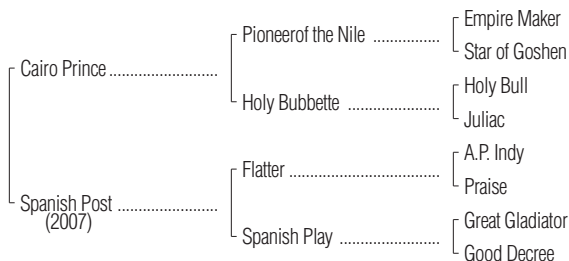 Empire Maker
Pioneerof the Nile ................
Star of Goshen
Cairo Prince ..........................
Holy Bull
Holy Bubbette ......................
Juliac
A.P. Indy
Flatter ....................................
Praise
Spanish Post ........................
(2007)
Great Gladiator
Spanish Play ........................
Good Decree